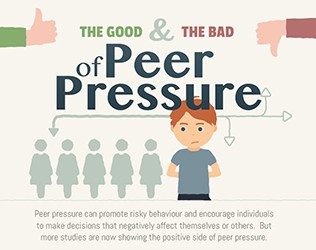 THE GOOD & THE BAD
of Peer
Pressure
Peer pressure can promote risky behaviour and encourage individuals
to make decisions that negatively affect themselves or others. But
more studies are now showing the positive side of peer pressure.